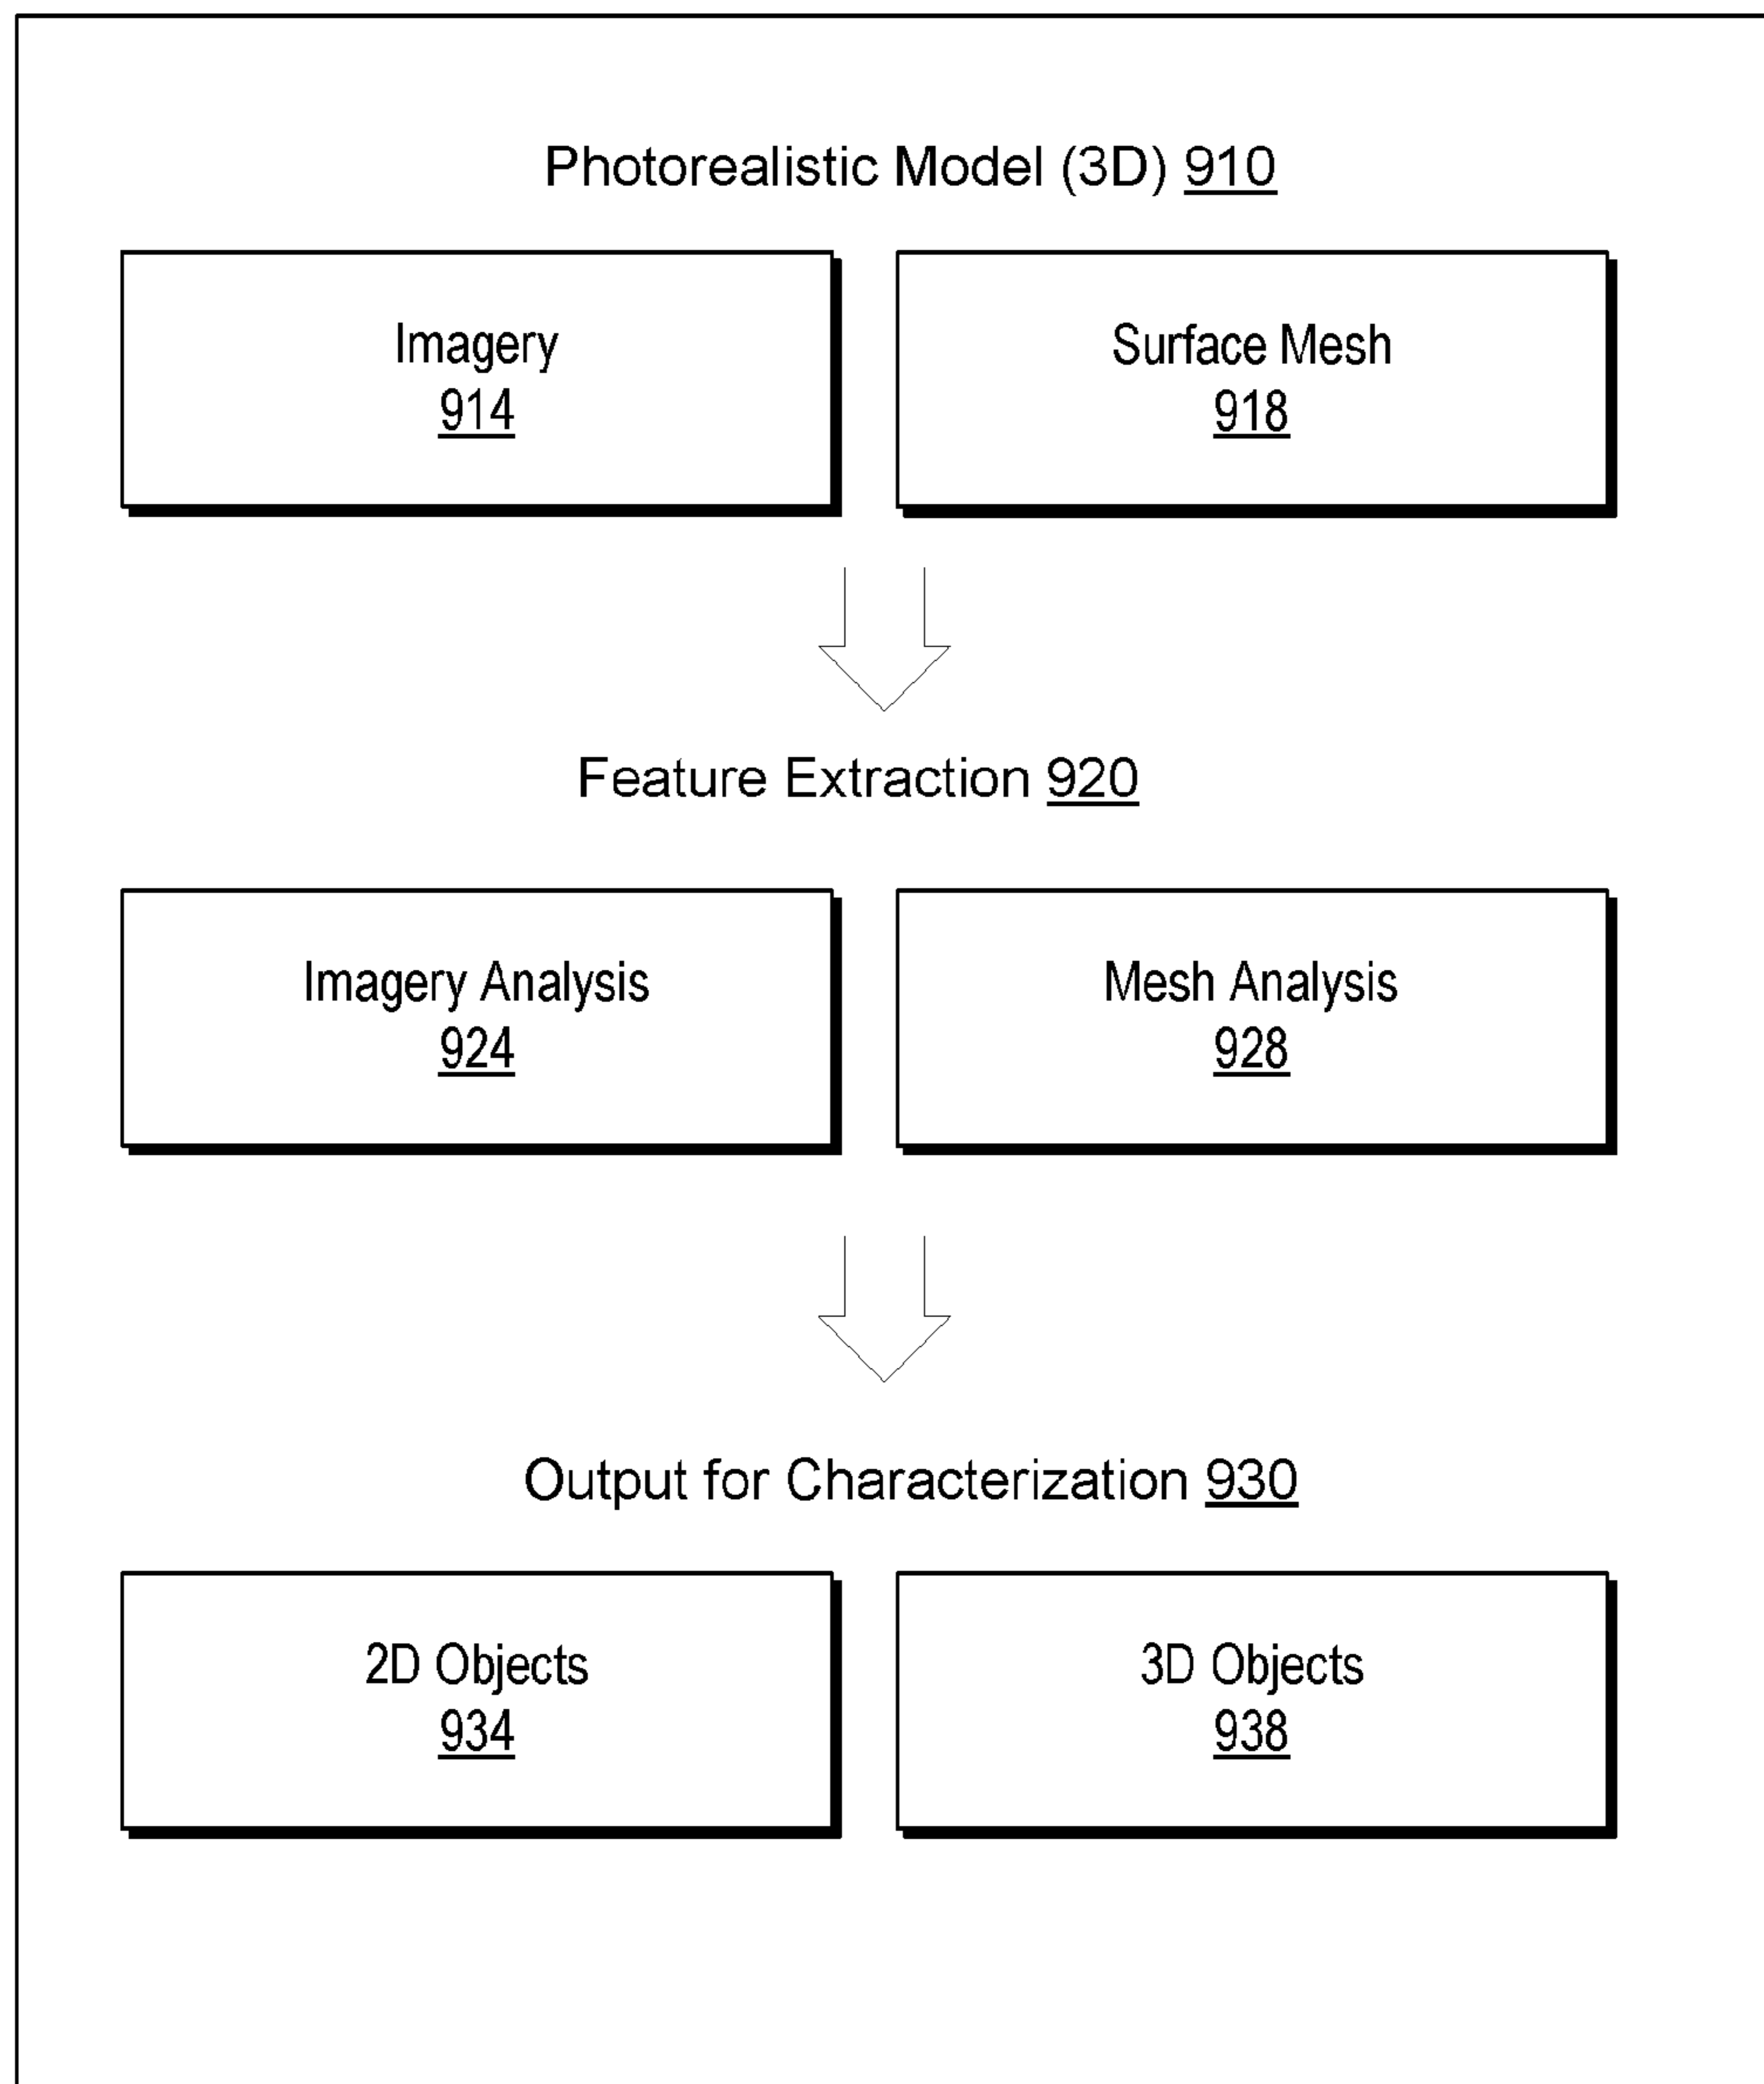 Photorealistic Model (3D) 910
Imagery
914
Surface Mesh
918
Feature Extraction 920
Imagery Analysis
924
Mesh Analysis
928
Output for Characterization 930
2D Objects
934
3D Objects
938